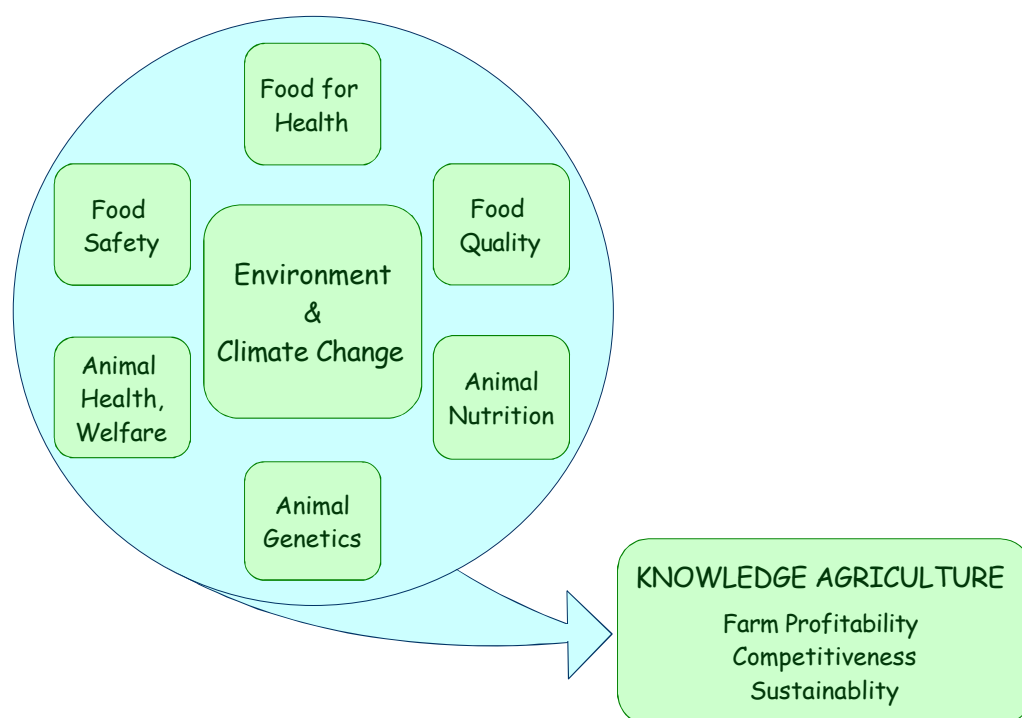 Food for
Health
Food
Safety
Food
Quality
Environment
&
Climate Change
Animal
Health,
Welfare
Animal
Nutrition
Animal
Genetics
KNOWLEDGE AGRICULTURE
Farm Profitability
Competitiveness
Sustainablity